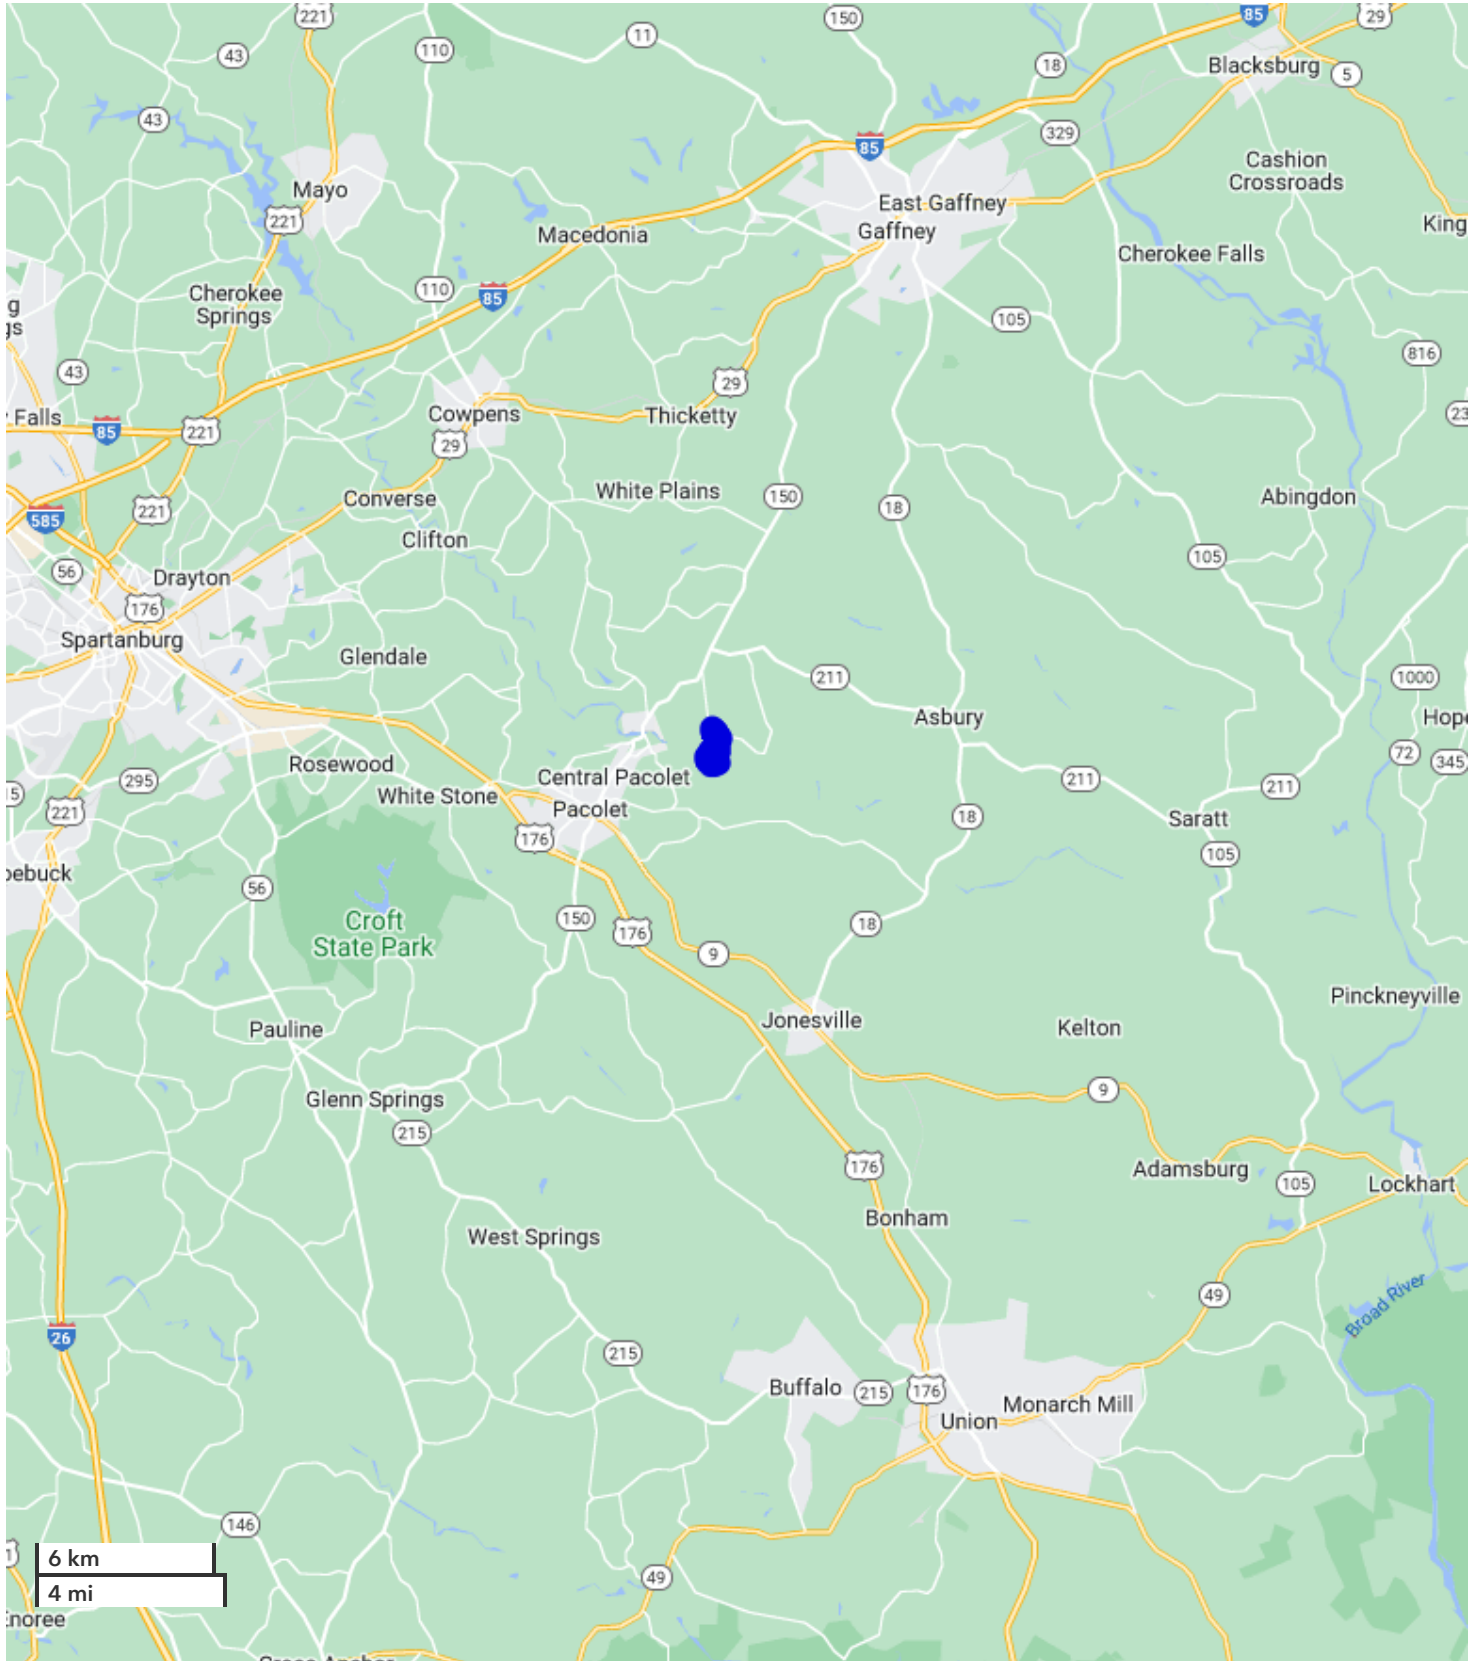 221
150
85
29
11
110
43
18
Blacksburg
5
43
85
329
Cashion
Crossroads
Mayo
East Gaffney
221
King
Gaffney
Macedonia
Cherokee Falls
110
85
Cherokee
Springs
105
816
43
29
Falls
Cowpens
Thicketty
23
85
221
29
White Plains
Converse
150
Abingdon
18
221
585
Clifton
105
56
Drayton
176
Spartanburg
Glendale
211
1000
Asbury
Hope
72
345
Rosewood
Central Pacolet
295
211
211
White Stone
Pacolet
15
221
18
Saratt
176
105
oebuck
56
Croft
State Park
150
18
176
9
Pinckneyville
Jonesville
Pauline
Kelton
9
Glenn Springs
215
176
Adamsburg
105
Lockhart
Bonham
West Springs
49
Broad River
26
215
Buffalo
215
176
Monarch Mill
Union
146
6 km
49
4 mi
Enoree